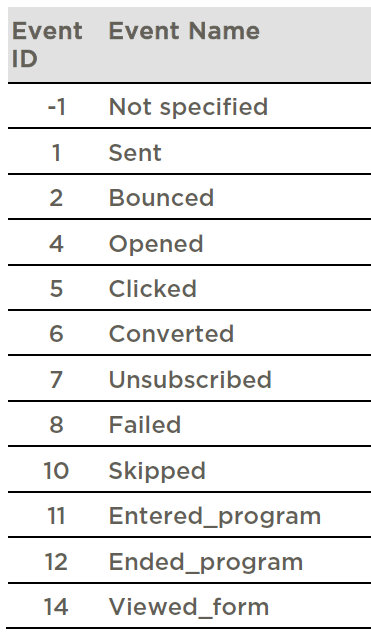 Event ID Event Name
-1 Not specified
1 Sent
2 Bounced
4 Opened
5 Clicked
6 Converted
7 Unsubscribed
8 Failed
10 Skipped
11 Entered_program
12 Ended_program
14 Viewed_form